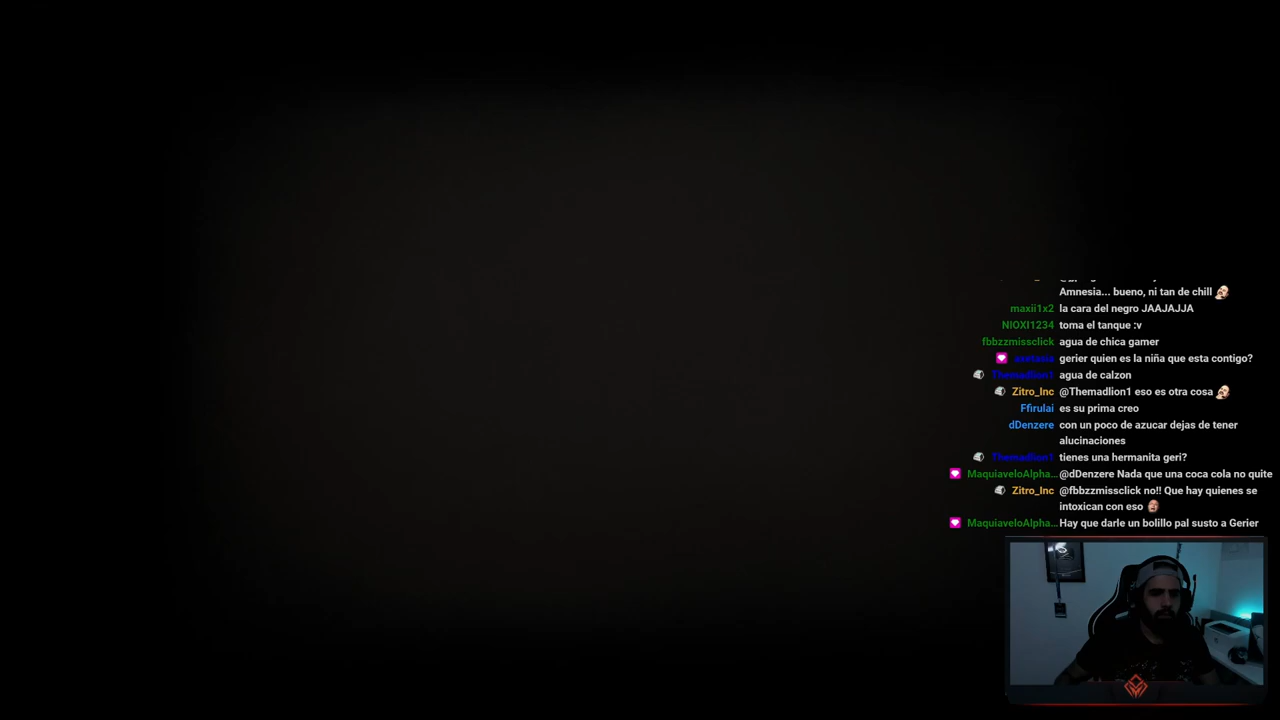 Amnesia... bueno, ni tan de chill
maxii1x2 la cara del negro JAAJAJJA
NIOXI1234 toma el tanque :v
fbbzzmissclick agua de chica gamer
gerier quien es la niña que esta contigo?
Themadlion1 agua de calzon
Zitro_Inc @Themadlion1 eso es otra cosa
Ffirulai es su prima creo
dDenzere con un poco de azucar dejas de tener
alucinaciones
Themadlion1 tienes una hermanita geri?
MaquiaveloAlpha... @dDenzere Nada que una coca cola no quite
Zitro_Inc @fbbzzmissclick no!! Que hay quienes se
intoxican con eso
MaquiaveloAlpha... Hay que darle un bolillo pal susto a Gerier